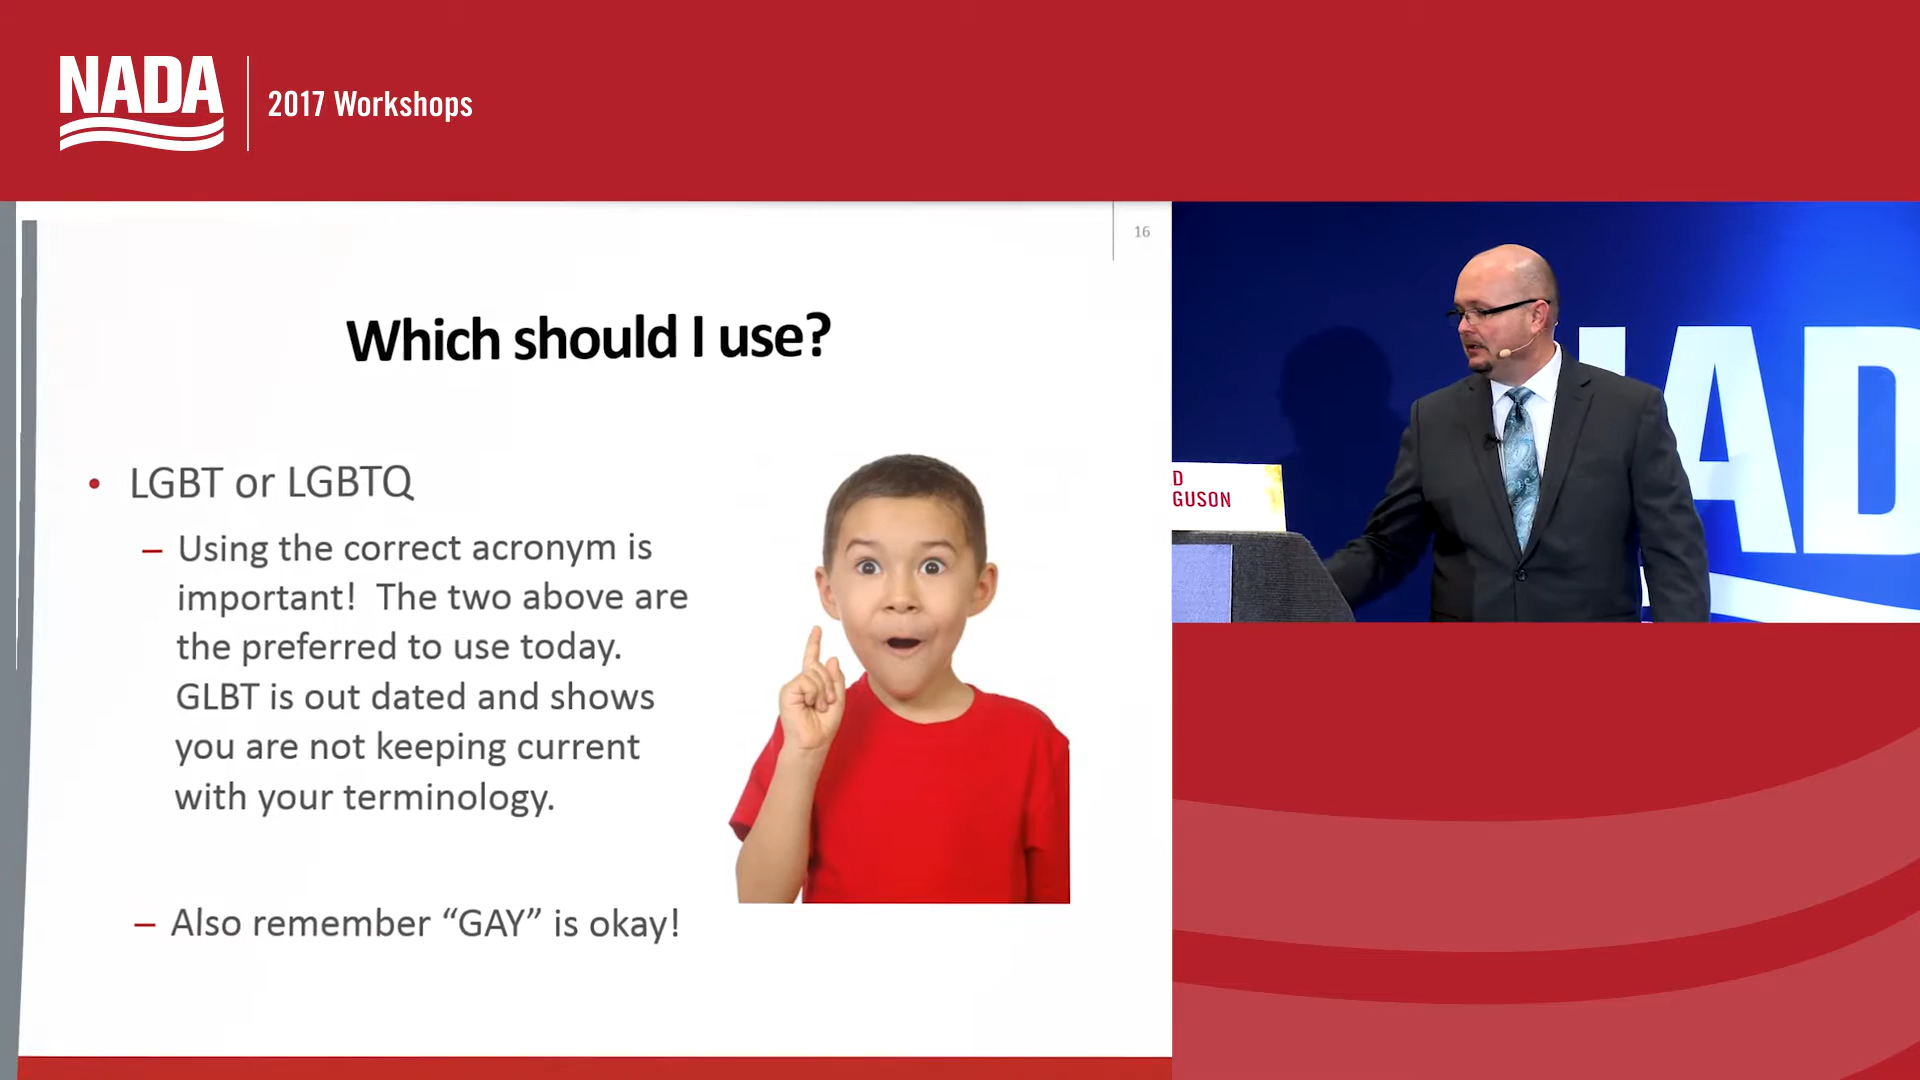 NADA
2017 Workshops
16
Which should I use?
• LGBT or LGBTQ
– Using the correct acronym is
important! The two above are
the preferred to use today.
GLBT is out dated and shows
you are not keeping current
with your terminology.
– Also remember “GAY” is okay!
D
GUSON
NAD